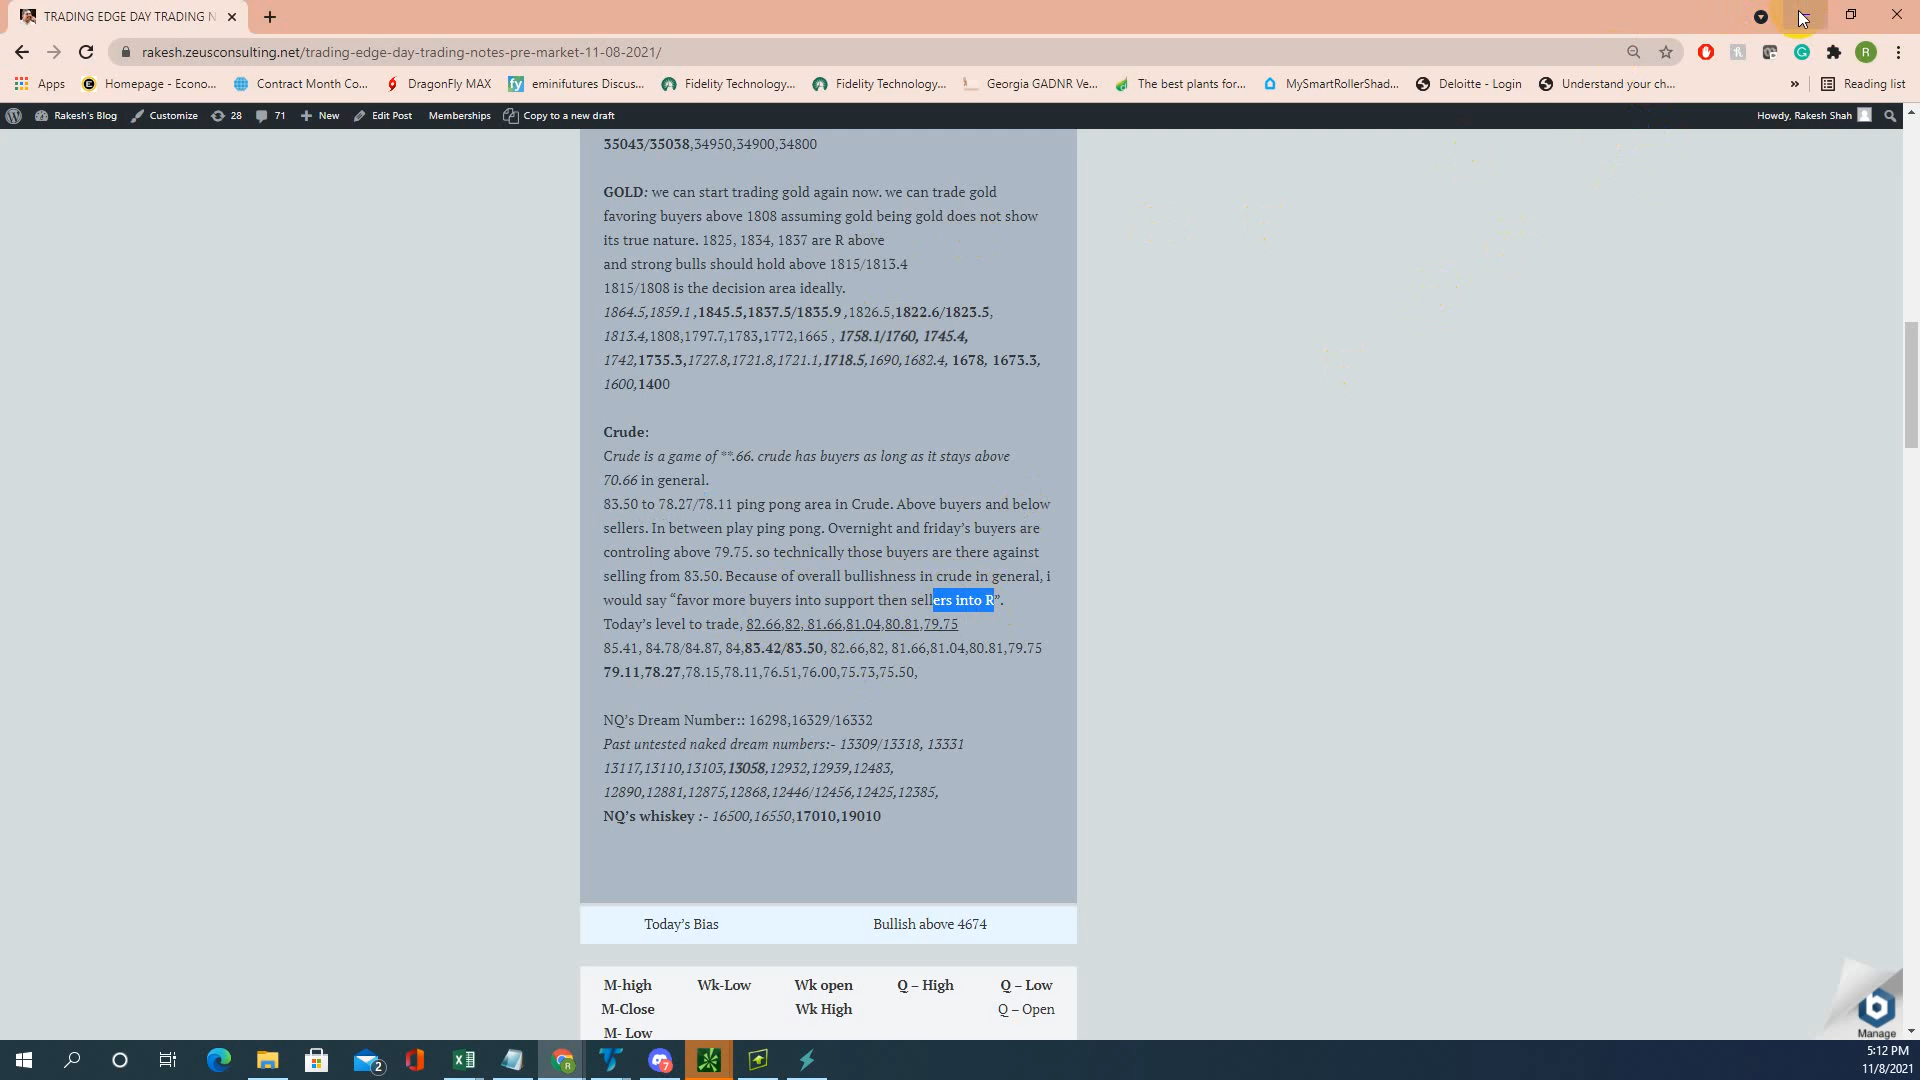 TRADING EDGE DAY TRADING N
rakesh.zeusconsulting.net/trading-edge-day-trading-notes-pre-market-11-08-2021/
R
Apps Homepage - Econo... Contract Month Co... DragonFly MAX eminifutures Discus... Fidelity Technology... Fidelity Technology... Georgia GADNR Ve... The best plants for... MySmartRollerShad... Deloitte - Login Understand your ch... » Reading list
Rakesh's Blog Customize 28 71 New Edit Post Memberships Copy to a new draft Howdy, Rakesh Shah
35043/35038,34950,34900,34800
GOLD: we can start trading gold again now. we can trade gold
favoring buyers above 1808 assuming gold being gold does not show
its true nature. 1825, 1834, 1837 are R above
and strong bulls should hold above 1815/1813.4
1815/1808 is the decision area ideally.
1864.5,1859.1 ,1845.5,1837.5/1835.9 ,1826.5,1822.6/1823.5,
1813.4,1808,1797.7,1783,1772,1665 , 1758.1/1760, 1745.4,
1742,1735.3,1727.8,1721.8,1721.1,1718.5,1690,1682.4, 1678, 1673.3,
1600,1400
Crude:
Crude is a game of **.66. crude has buyers as long as it stays above
70.66 in general.
83.50 to 78.27/78.11 ping pong area in Crude. Above buyers and below
sellers. In between play ping pong. Overnight and friday's buyers are
controling above 79.75. so technically those buyers are there against
selling from 83.50. Because of overall bullishness in crude in general, i
would say “favor more buyers into support then sellers into R”.
Today's level to trade, 82.66,82, 81.66,81.04,80.81,79.75
85.41, 84.78/84.87, 84,83.42/83.50, 82.66,82, 81.66,81.04,80.81,79.75
79.11,78.27,78.15,78.11,76.51,76.00,75.73,75.50,
NQ's Dream Number:: 16298,16329/16332
Past untested naked dream numbers:- 13309/13318, 13331
13117,13110,13103,13058,12932,12939,12483,
12890,12881,12875,12868,12446/12456,12425,12385,
NQ's whiskey :- 16500,16550,17010,19010
Today's Bias Bullish above 4674
M-high Wk-Low Wk open Q – High Q – Low
M-Close Wk High Q – Open
M- Low
Manage
2
7
5:12 PM
11/8/2021